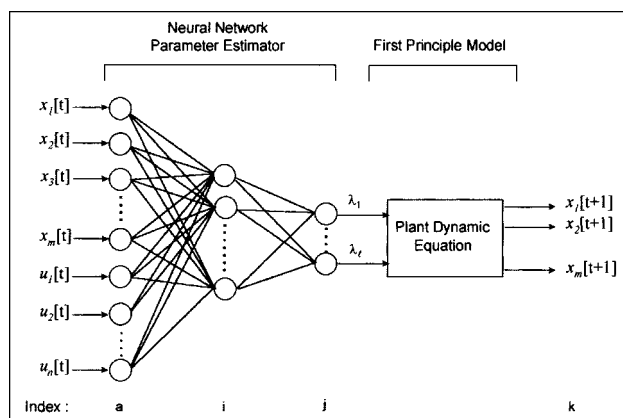 Neural Network
Parameter Estimator
First Principle Model
x1[t]
x2[t]
x3[t]
xm[t]
u1[t]
u2[t]
un[t]
λ1
λℓ
Plant Dynamic
Equation
x1[t+1]
x2[t+1]
xm[t+1]
Index : a i j k